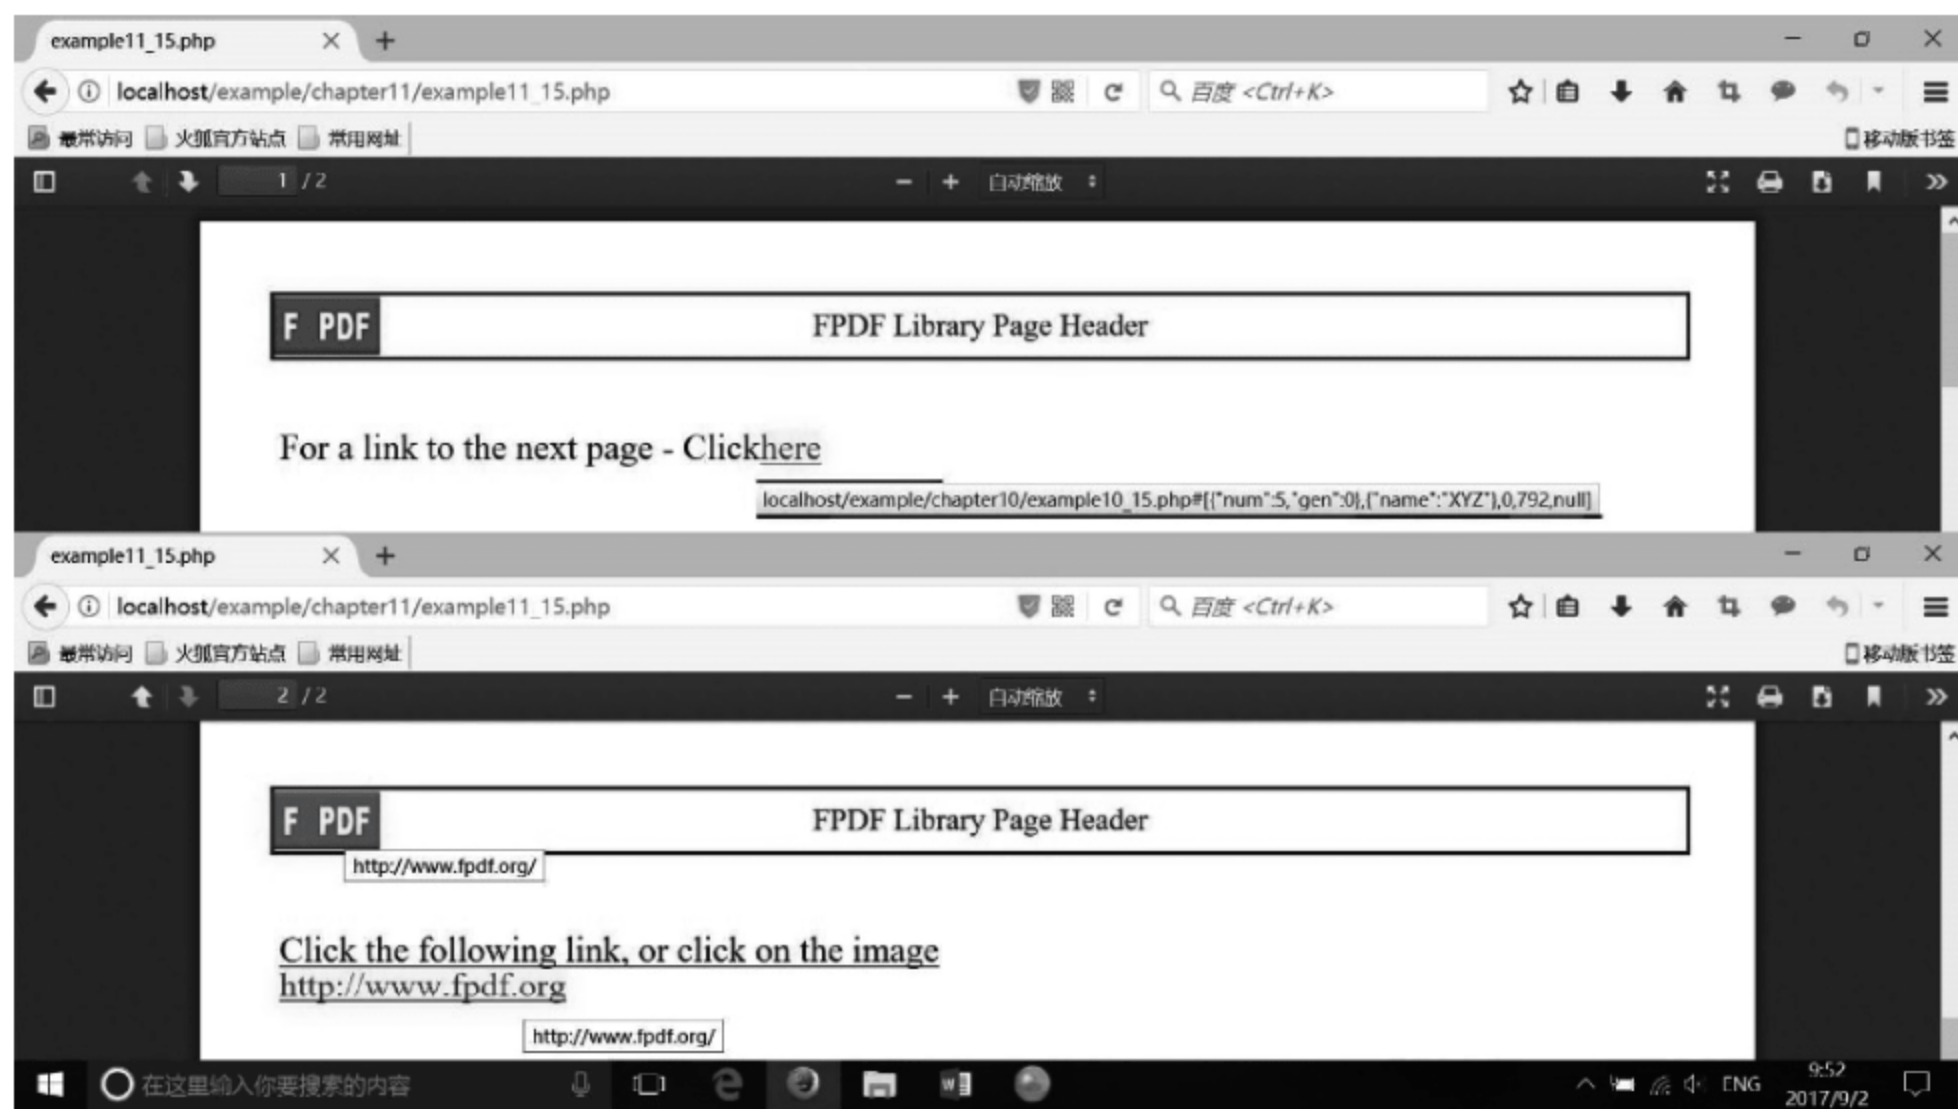 example11_15.php
localhost/example/chapter11/example11_15.php
百度 <Ctrl+K>
最常访问 火狐官方站点 常用网址 移动版书签
1 / 2 自动缩放
F PDF FPDF Library Page Header
For a link to the next page - Clickhere
localhost/example/chapter10/example10_15.php#[{"num":5,"gen":0},{"name":"XYZ"},0,792,null]
example11_15.php
localhost/example/chapter11/example11_15.php
百度 <Ctrl+K>
最常访问 火狐官方站点 常用网址 移动版书签
2 / 2 自动缩放
F PDF FPDF Library Page Header
http://www.fpdf.org/
Click the following link, or click on the image
http://www.fpdf.org
http://www.fpdf.org/
在这里输入你要搜索的内容 ENG 9:52
2017/9/2